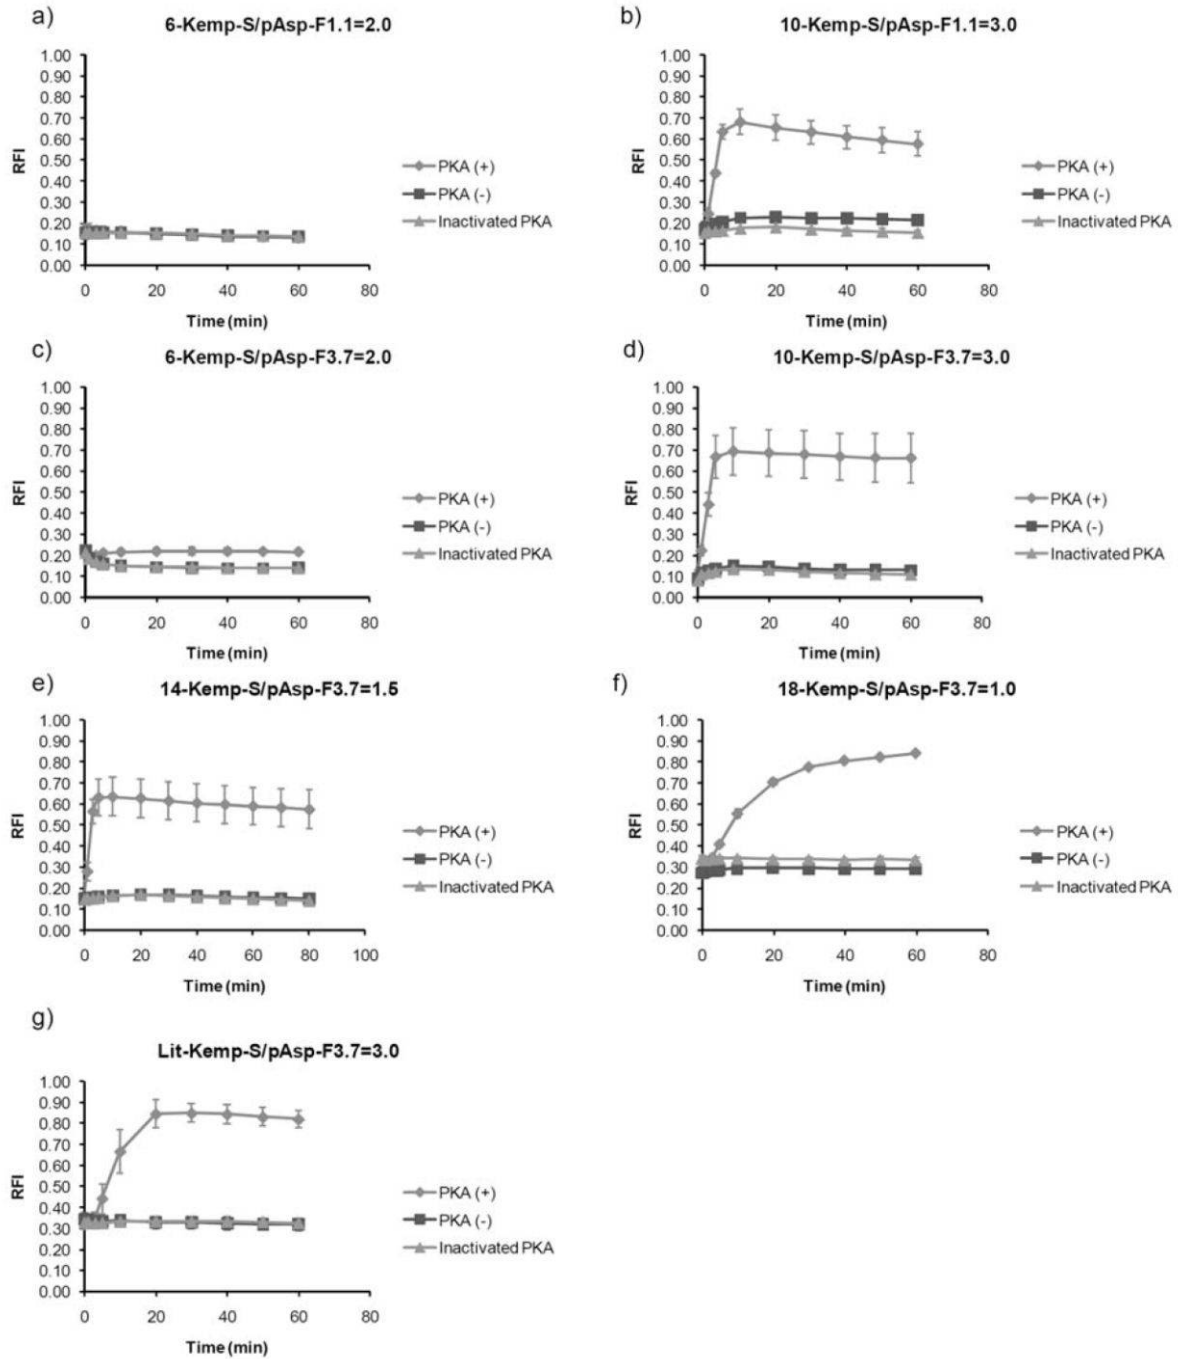 a)
6-Kemp-S/pAsp-F1.1=2.0
1.00
0.90
0.80
0.70
0.60
0.50
0.40
0.30
0.20
0.10
0.00
RFI
0 20 40 60 80
Time (min)
PKA (+)
PKA (-)
Inactivated PKA
b)
10-Kemp-S/pAsp-F1.1=3.0
1.00
0.90
0.80
0.70
0.60
0.50
0.40
0.30
0.20
0.10
0.00
RFI
0 20 40 60 80
Time (min)
PKA (+)
PKA (-)
Inactivated PKA
c)
6-Kemp-S/pAsp-F3.7=2.0
1.00
0.90
0.80
0.70
0.60
0.50
0.40
0.30
0.20
0.10
0.00
RFI
0 20 40 60 80
Time (min)
PKA (+)
PKA (-)
Inactivated PKA
d)
10-Kemp-S/pAsp-F3.7=3.0
1.00
0.90
0.80
0.70
0.60
0.50
0.40
0.30
0.20
0.10
0.00
RFI
0 20 40 60 80
Time (min)
PKA (+)
PKA (-)
Inactivated PKA
e)
14-Kemp-S/pAsp-F3.7=1.5
1.00
0.90
0.80
0.70
0.60
0.50
0.40
0.30
0.20
0.10
0.00
RFI
0 20 40 60 80 100
Time (min)
PKA (+)
PKA (-)
Inactivated PKA
f)
18-Kemp-S/pAsp-F3.7=1.0
1.00
0.90
0.80
0.70
0.60
0.50
0.40
0.30
0.20
0.10
0.00
RFI
0 20 40 60 80
Time (min)
PKA (+)
PKA (-)
Inactivated PKA
g)
Lit-Kemp-S/pAsp-F3.7=3.0
1.00
0.90
0.80
0.70
0.60
0.50
0.40
0.30
0.20
0.10
0.00
RFI
0 20 40 60 80
Time (min)
PKA (+)
PKA (-)
Inactivated PKA